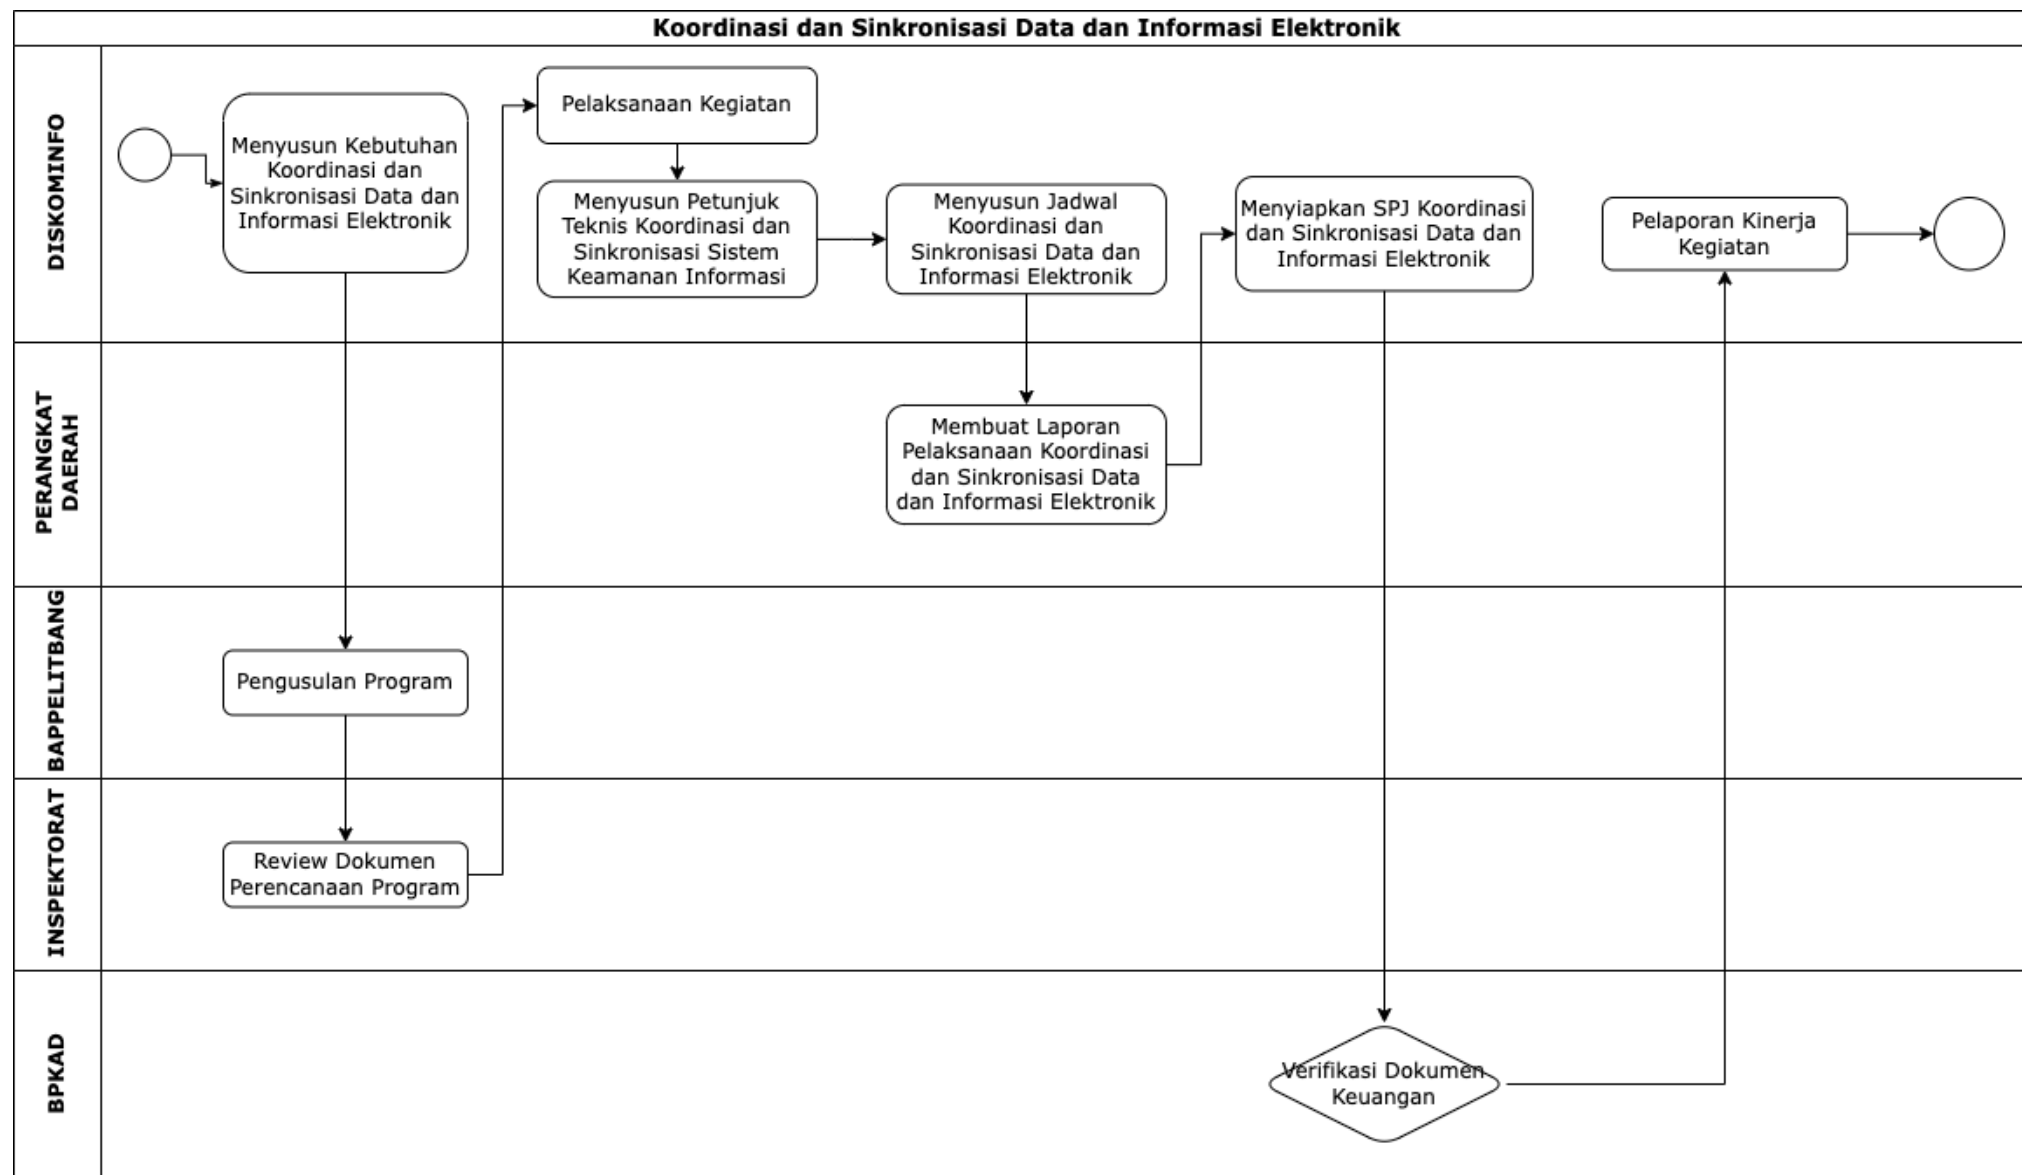 Koordinasi dan Sinkronisasi Data dan Informasi Elektronik
DISKOMINFO
Menyusun Kebutuhan
Koordinasi dan
Sinkronisasi Data dan
Informasi Elektronik
Pelaksanaan Kegiatan
Menyusun Petunjuk
Teknis Koordinasi dan
Sinkronisasi Sistem
Keamanan Informasi
Menyusun Jadwal
Koordinasi dan
Sinkronisasi Data dan
Informasi Elektronik
Menyiapkan SPJ Koordinasi
dan Sinkronisasi Data dan
Informasi Elektronik
Pelaporan Kinerja
Kegiatan
PERANGKAT
DAERAH
Membuat Laporan
Pelaksanaan Koordinasi
dan Sinkronisasi Data
dan Informasi Elektronik
BAPPELITBANG
Pengusulan Program
INSPEKTORAT
Review Dokumen
Perencanaan Program
BPKAD
Verifikasi Dokumen
Keuangan